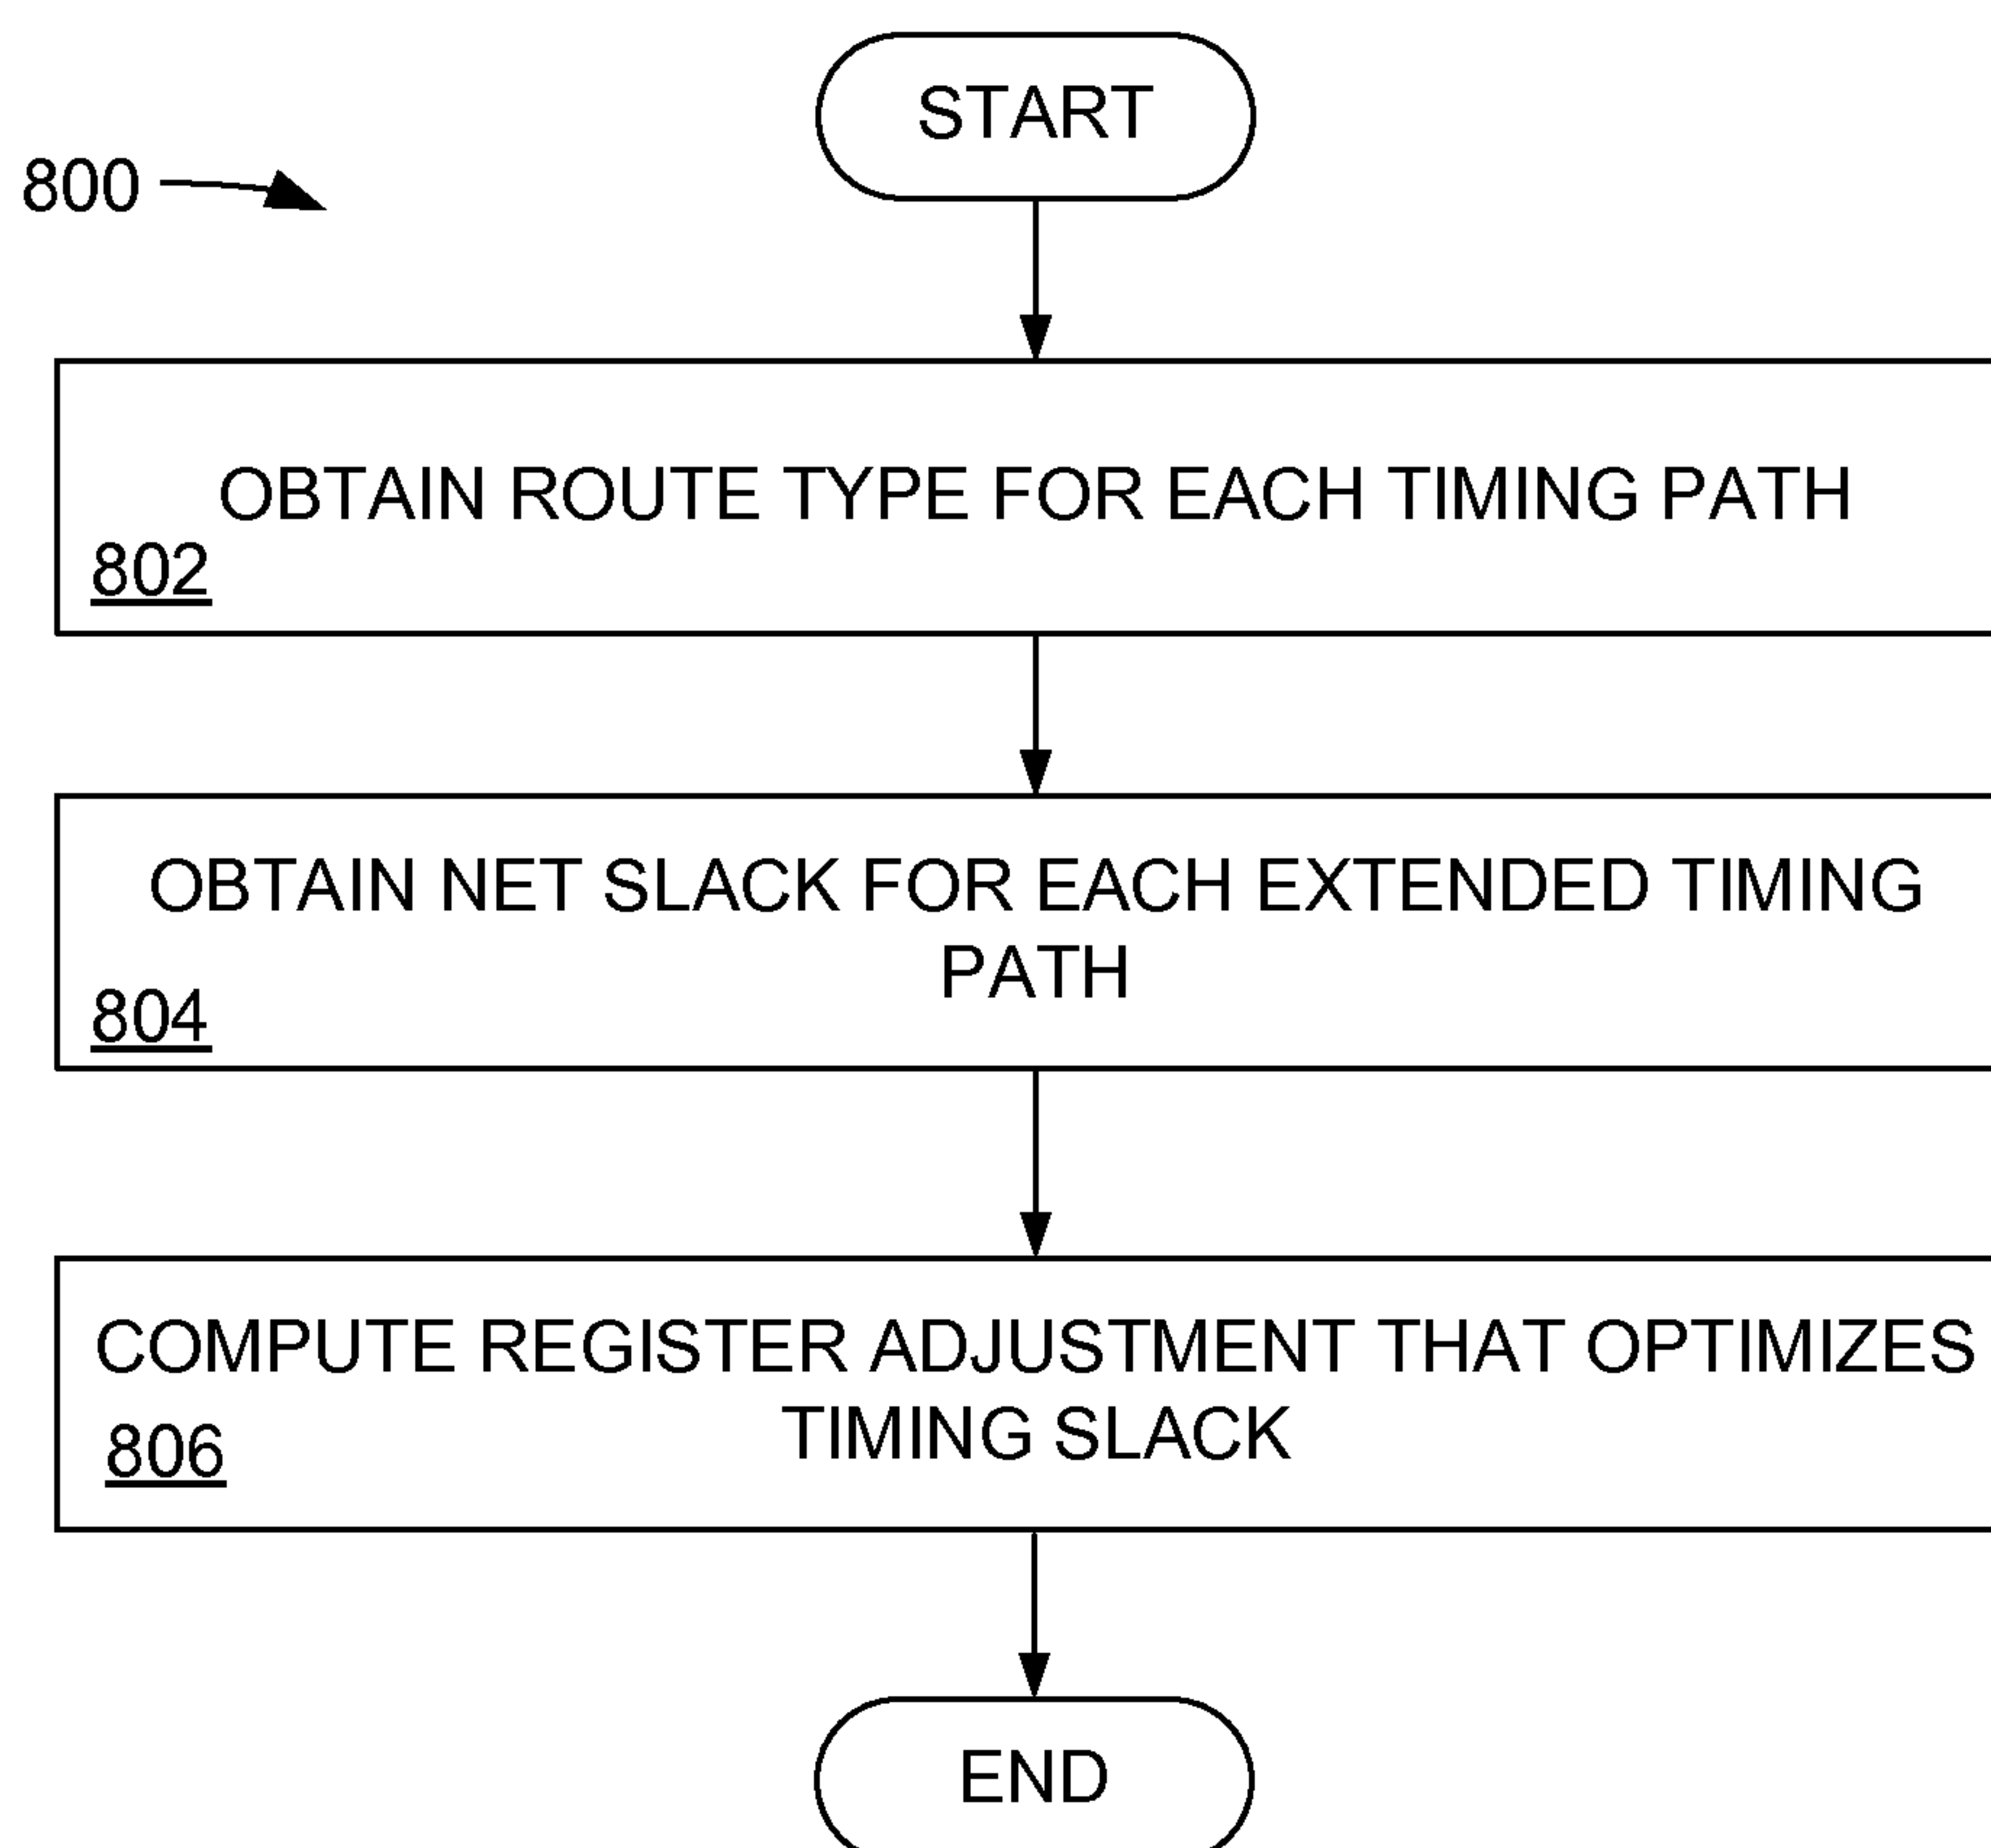 START
800
OBTAIN ROUTE TYPE FOR EACH TIMING PATH
802
OBTAIN NET SLACK FOR EACH EXTENDED TIMING
PATH
804
COMPUTE REGISTER ADJUSTMENT THAT OPTIMIZES
TIMING SLACK
806
END